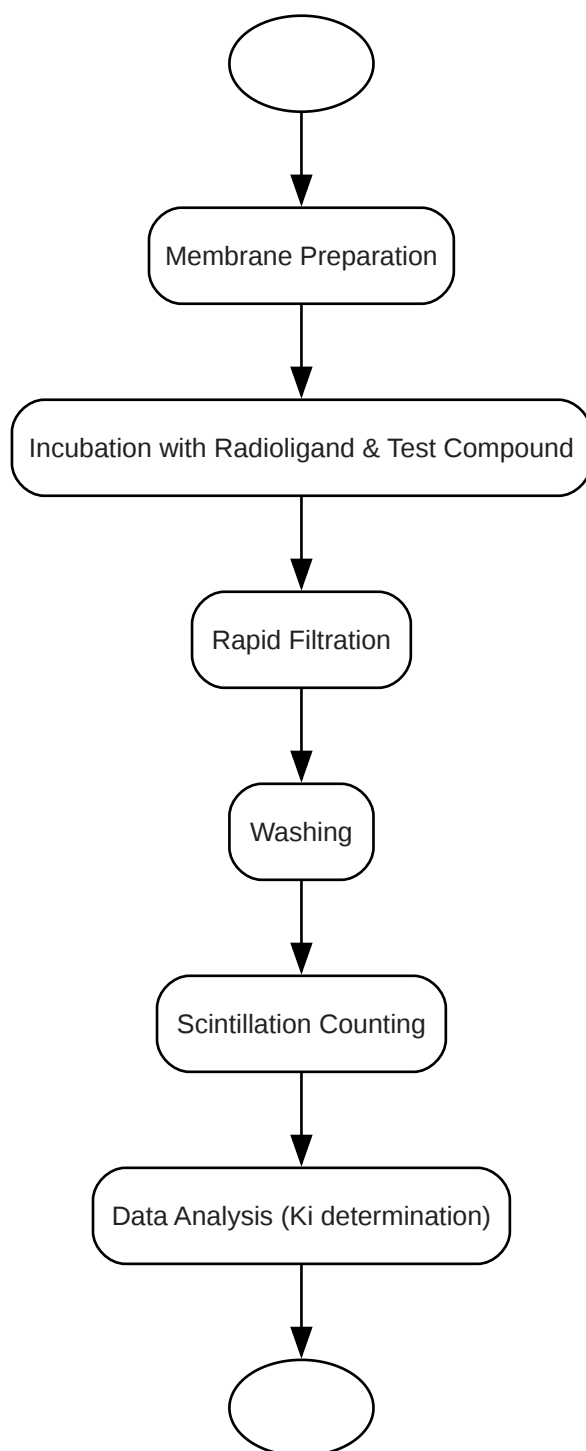 Membrane Preparation
Incubation with Radioligand & Test Compound
Rapid Filtration
Washing
Scintillation Counting
Data Analysis (Ki determination)